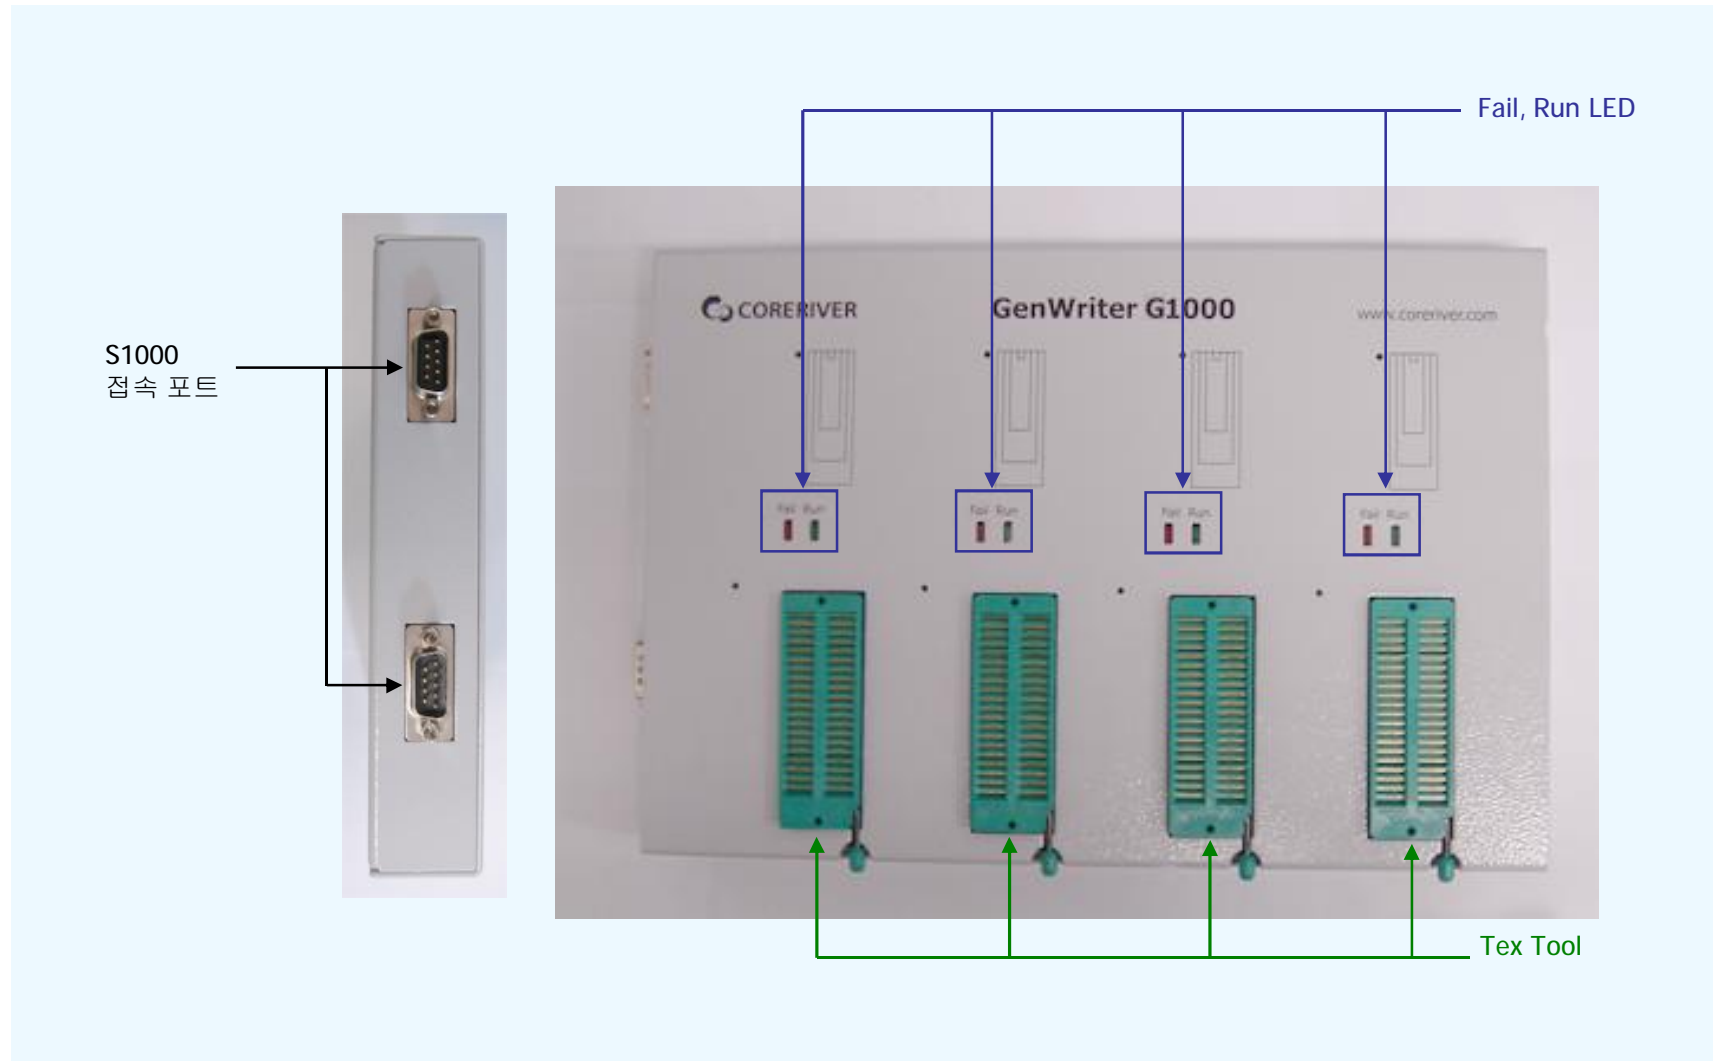 Fail, Run LED
CORERIVER
GenWriter G1000
www.coreriver.com
S1000
접속 포트
Fail Run
Fail Run
Fail Run
Fail Run
Tex Tool